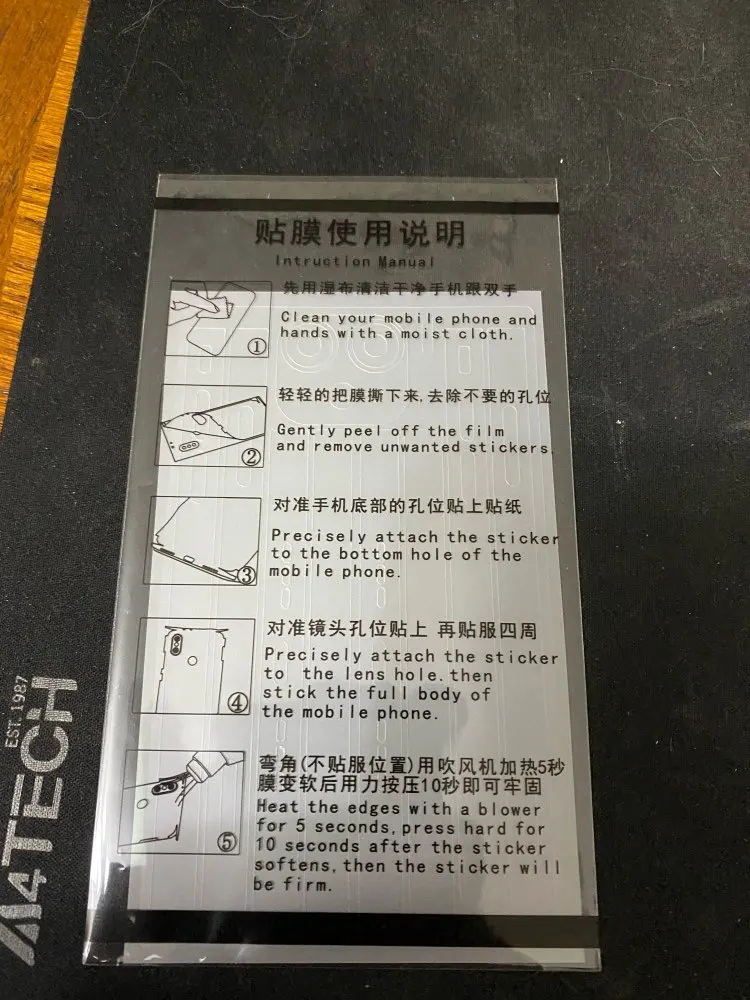 贴膜使用说明
Intruction Manual
先用湿布清洁干净手机跟双手
Clean your mobile phone and
hands with a moist cloth.
①
轻轻的把膜撕下来,去除不要的孔位
Gently peel off the film
and remove unwanted stickers.
②
对准手机底部的孔位贴上贴纸
Precisely attach the sticker
to the bottom hole of the
mobile phone.
③
对准镜头孔位贴上 再贴服四周
Precisely attach the sticker
to the lens hole.then
stick the full body of
the mobile phone.
④
弯角(不贴服位置)用吹风机加热5秒
膜变软后用力按压10秒即可牢固
Heat the edges with a blower
for 5 seconds,press hard for
10 seconds after the sticker
softens,then the sticker will
be firm.
⑤
EST. 1987
A4TECH